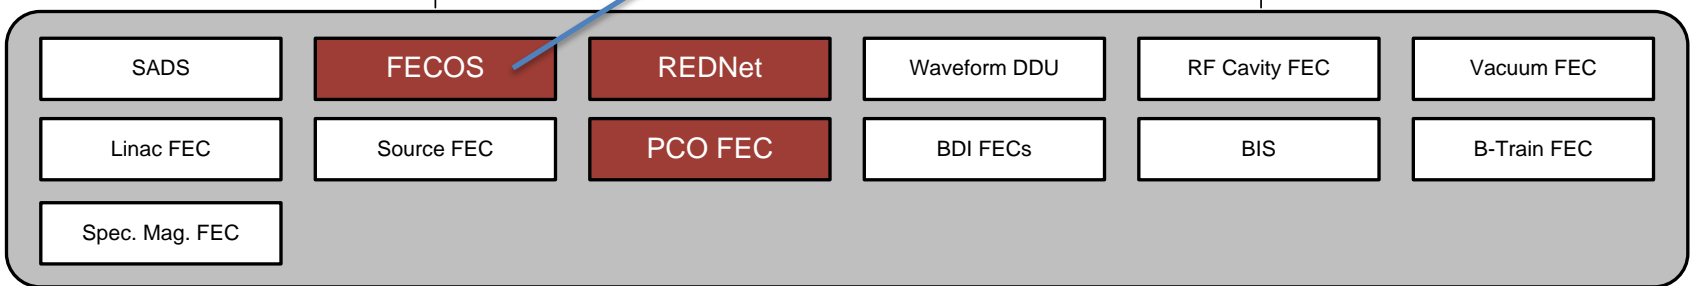 SADS
FECOS
REDNet
Waveform DDU
RF Cavity FEC
Vacuum FEC
Linac FEC
Source FEC
PCO FEC
BDI FECs
BIS
B-Train FEC
Spec. Mag. FEC